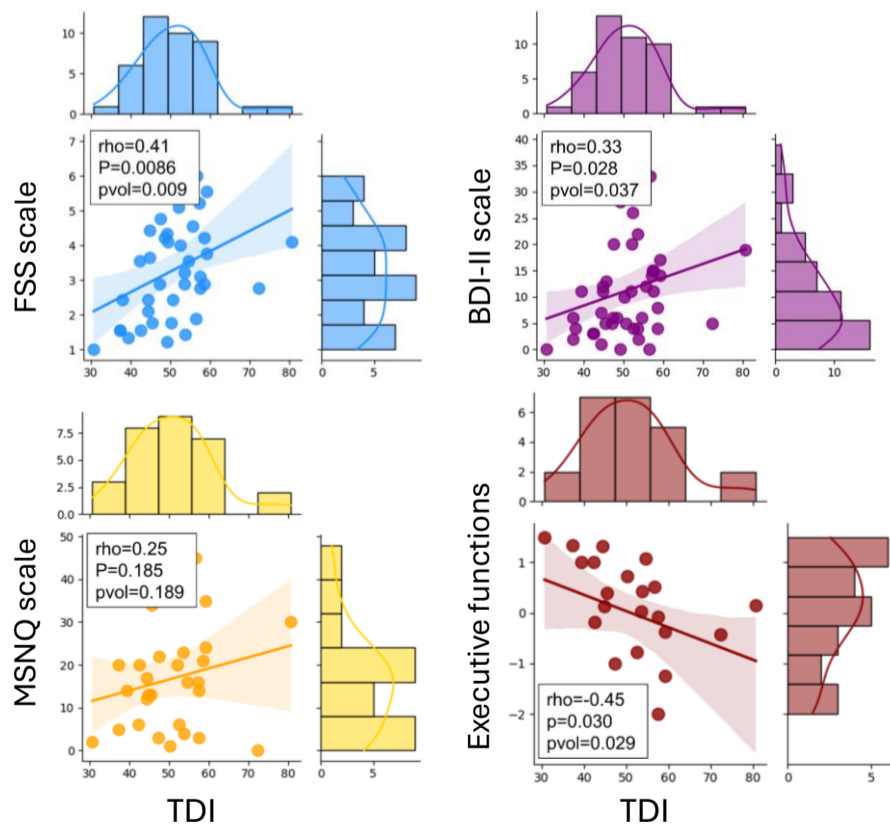 10
5
0
10
5
0
FSS scale
7
6
5
4
3
2
1
rho=0.41
P=0.0086
pvol=0.009
30 40 50 60 70 80
5
BDI-II scale
40
35
30
25
20
15
10
5
0
rho=0.33
P=0.028
pvol=0.037
30 40 50 60 70 80
0 10
7.5
5.0
2.5
0.0
6
4
2
0
MSNQ scale
50
40
30
20
10
0
rho=0.25
P=0.185
pvol=0.189
30 40 50 60 70 80
5
Executive functions
1
0
−1
−2
rho=-0.45
p=0.030
pvol=0.029
30 40 50 60 70 80
0 5
TDI
TDI